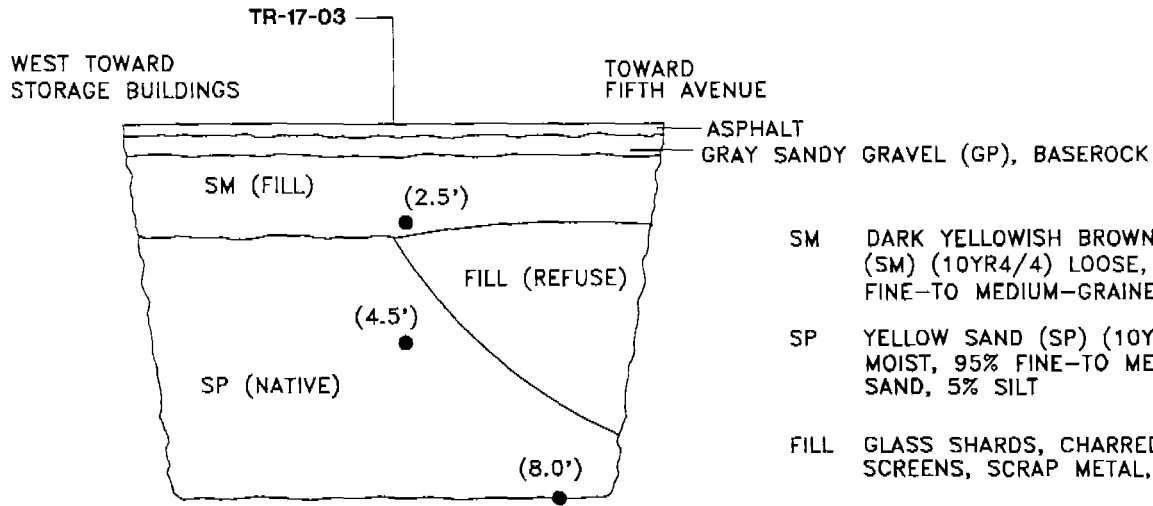 TR-17-03
WEST TOWARD
STORAGE BUILDINGS
TOWARD
FIFTH AVENUE
ASPHALT
GRAY SANDY GRAVEL (GP), BASEROCK
SM (FILL)
(2.5')
FILL (REFUSE)
(4.5')
SP (NATIVE)
(8.0')
SM DARK YELLOWISH BROWN
(SM) (10YR4/4) LOOSE,
FINE-TO MEDIUM-GRAINE
SP YELLOW SAND (SP) (10Y
MOIST, 95% FINE-TO ME
SAND, 5% SILT
FILL GLASS SHARDS, CHARRED
SCREENS, SCRAP METAL,